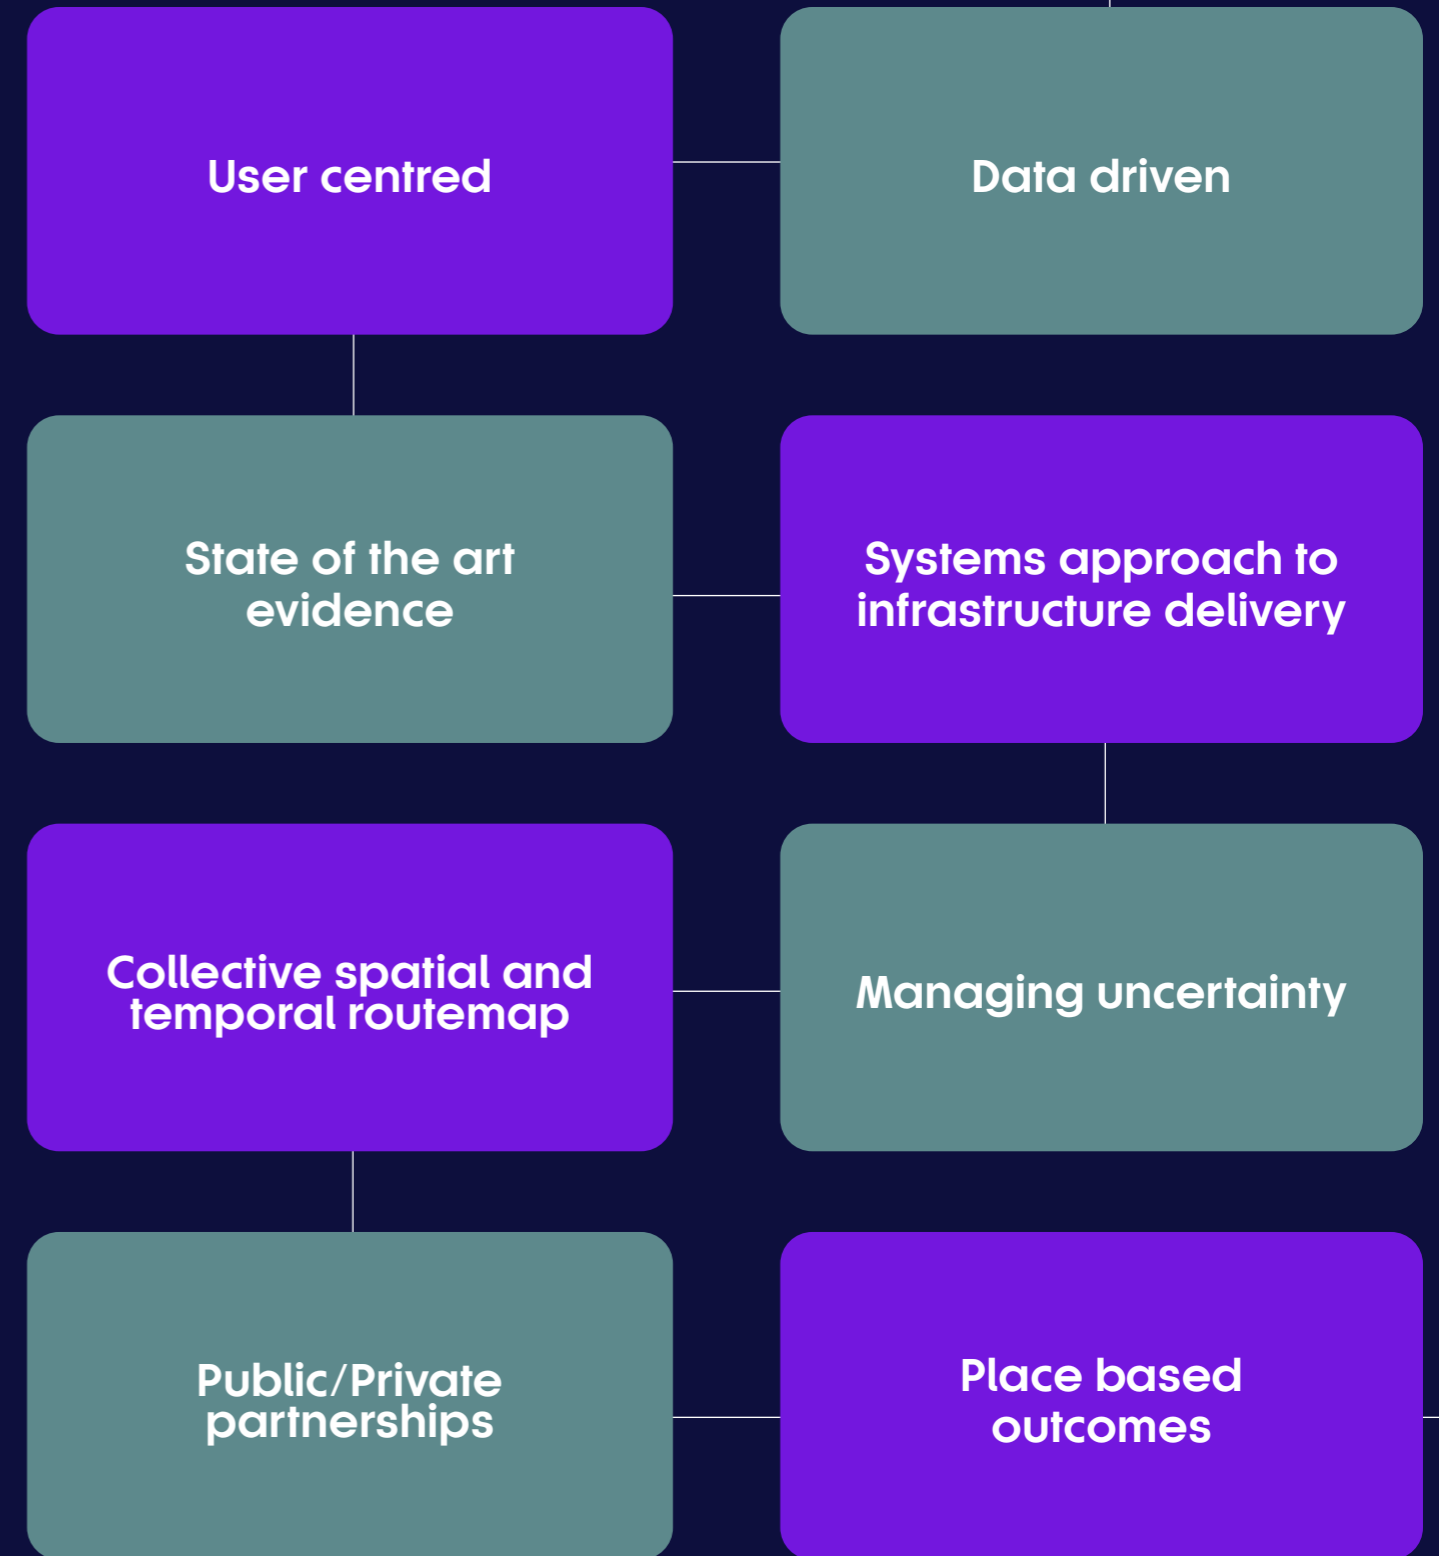 User centred
Data driven
State of the art
evidence
Systems approach to
infrastructure delivery
Collective spatial and
temporal routemap
Managing uncertainty
Public/Private
partnerships
Place based
outcomes